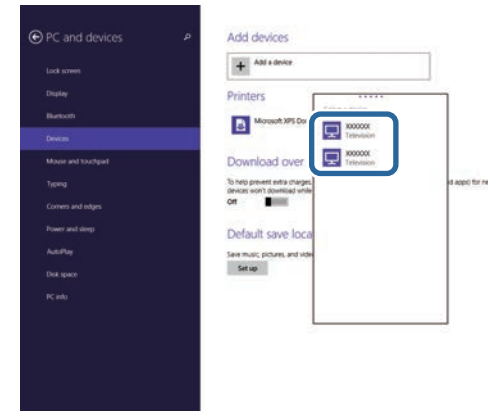 PC and devices
Lock screen
Display
Bluetooth
Devices
Mouse and touchpad
Typing
Corners and edges
Power and sleep
AutoPlay
Disk space
PC info
Add devices
Add a device
Printers
Microsoft XPS Doc
XXXXXX
Television
XXXXXX
Television
Download over
To help prevent extra charges,
d apps) for ne
devices won't download while
Off
Default save loca
Save music, pictures, and vide
Set up